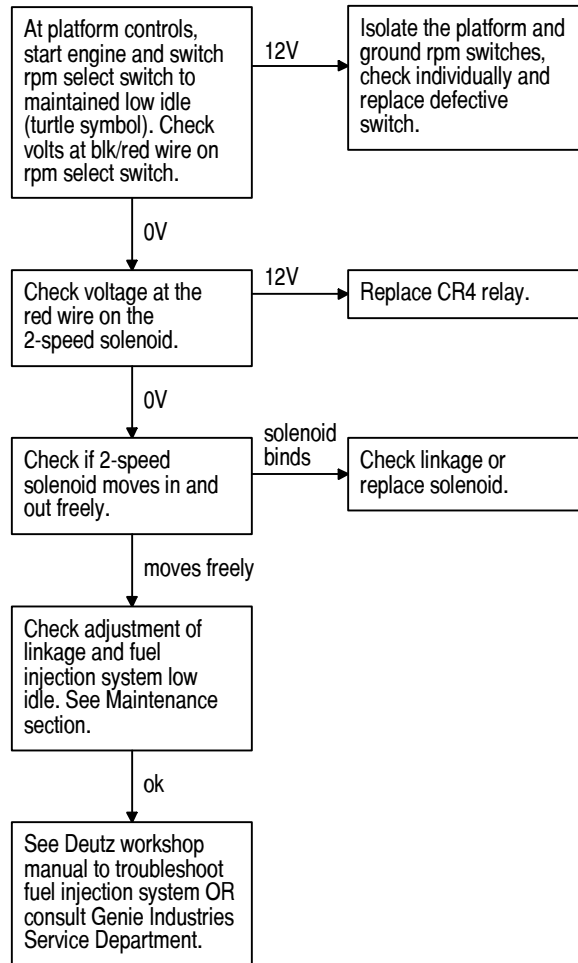 At platform controls,
start engine and switch
rpm select switch to
maintained low idle
(turtle symbol). Check
volts at blk/red wire on
rpm select switch.
12V
Isolate the platform and
ground rpm switches,
check individually and
replace defective
switch.
0V
Check voltage at the
red wire on the
2-speed solenoid.
12V
Replace CR4 relay.
0V
Check if 2-speed
solenoid moves in and
out freely.
solenoid
binds
Check linkage or
replace solenoid.
moves freely
Check adjustment of
linkage and fuel
injection system low
idle. See Maintenance
section.
ok
See Deutz workshop
manual to troubleshoot
fuel injection system OR
consult Genie Industries
Service Department.